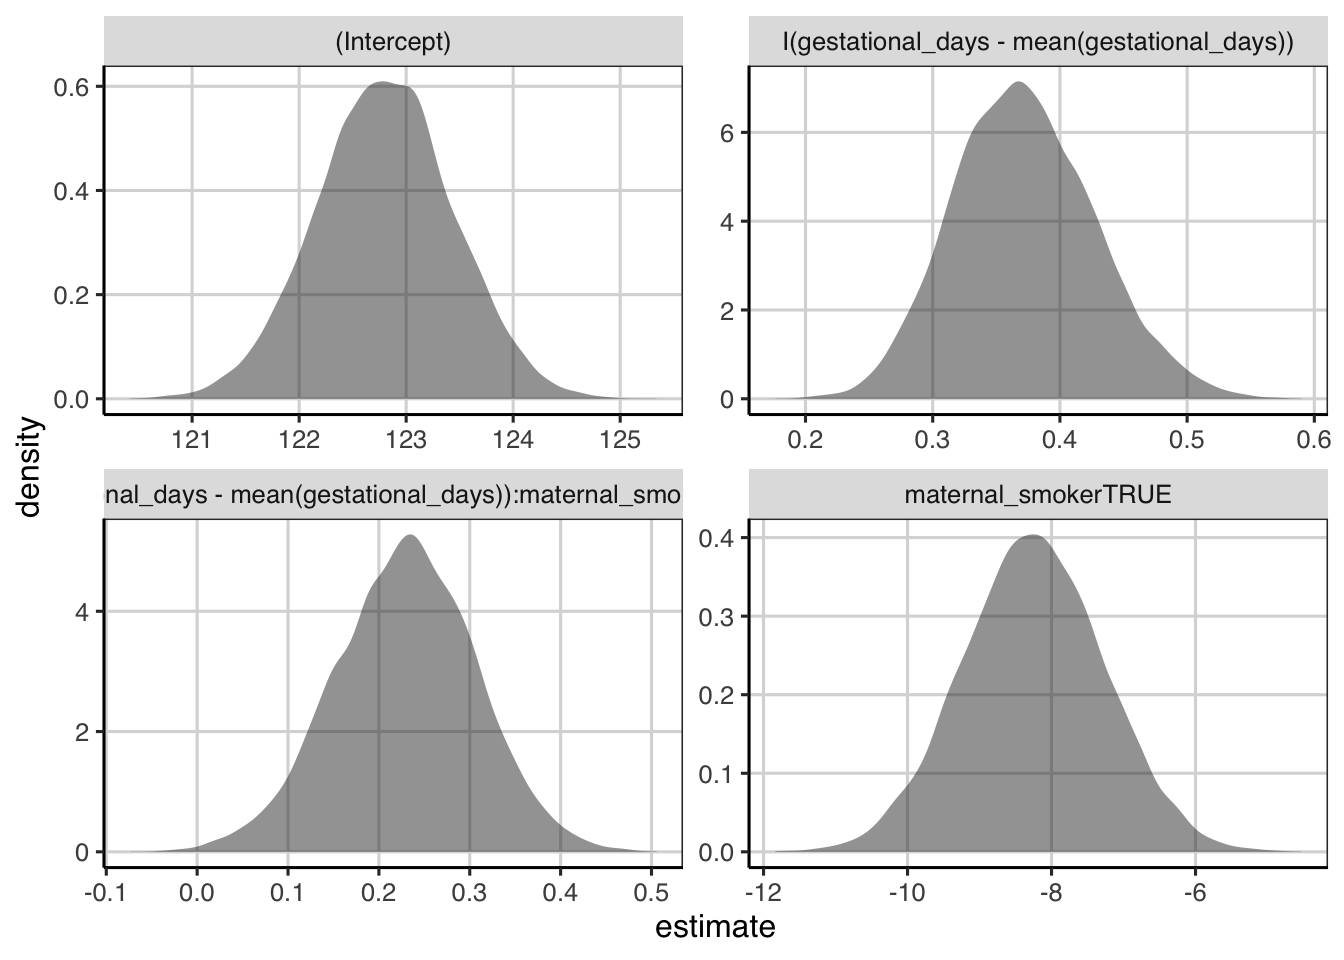 (Intercept)
I(gestational_days - mean(gestational_days))
0.6
0.4
0.2
0.0
121 122 123 124 125
6
4
2
0
0.2 0.3 0.4 0.5 0.6
density
nal_days - mean(gestational_days)):maternal_smo
maternal_smokerTRUE
4
2
0
-0.1 0.0 0.1 0.2 0.3 0.4 0.5
0.4
0.3
0.2
0.1
0.0
-12 -10 -8 -6
estimate